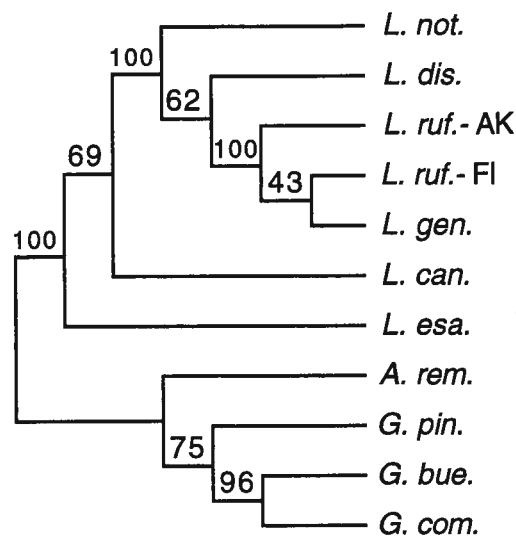 L. not.
100
L. dis.
62
L. ruf.- AK
100
69
L. ruf.- FI
43
L. gen.
100
L. can.
L. esa.
A. rem.
G. pin.
75
G. bue.
96
G. com.